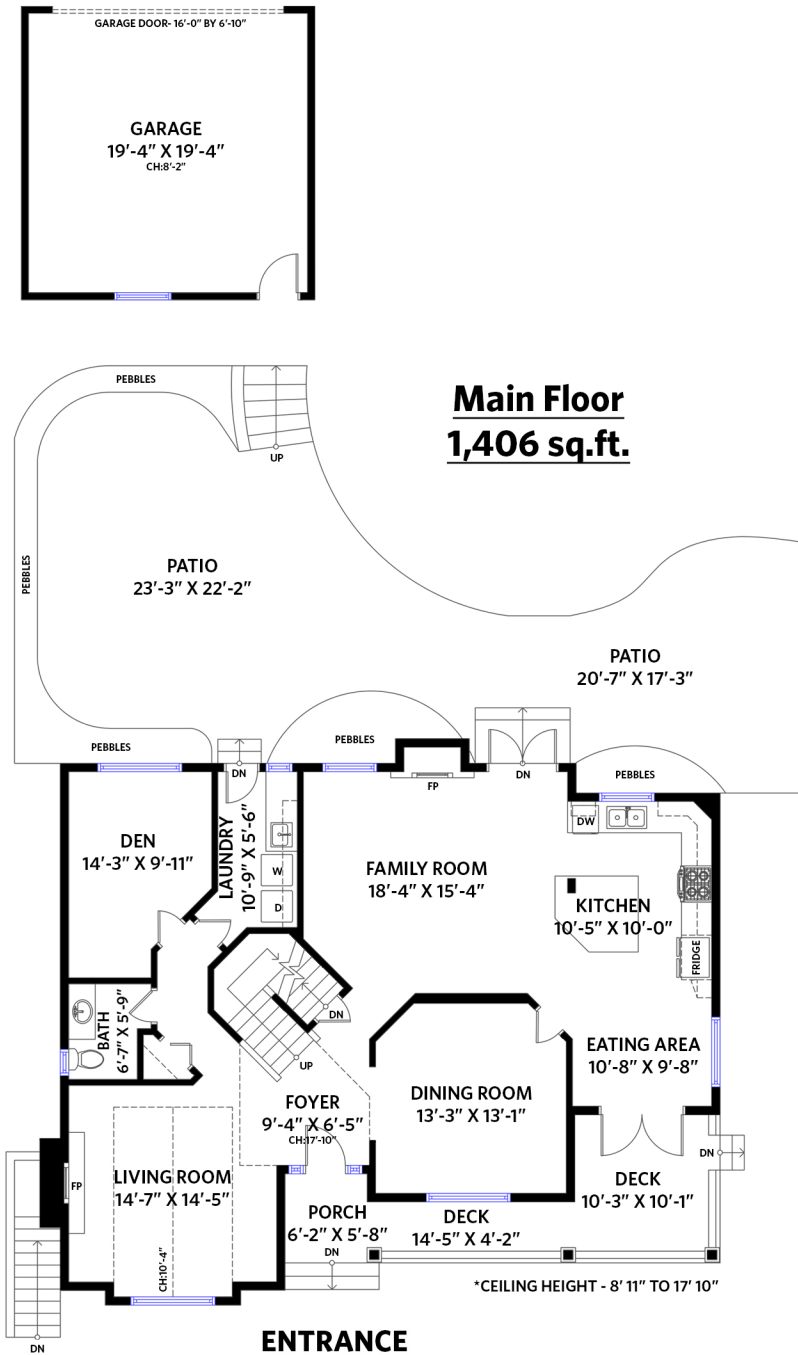 GARAGE DOOR- 16'-0" BY 6'-10"
GARAGE
19'-4" X 19'-4"
CH:8'-2"
PEBBLES
Main Floor
1,406 sq.ft.
UP
PEBBLES
PATIO
23'-3" X 22'-2"
PATIO
20'-7" X 17'-3"
PEBBLES
PEBBLES
DN
DN
PEBBLES
FP
DEN
14'-3" X 9'-11"
LAUNDRY
10'-9" X 5'-6"
W
D
FAMILY ROOM
18'-4" X 15'-4"
DW
KITCHEN
10'-5" X 10'-0"
FRIDGE
BATH
6'-7" X 5'-9"
DN
UP
EATING AREA
10'-8" X 9'-8"
FOYER
9'-4" X 6'-5"
CH:17'-10"
DINING ROOM
13'-3" X 13'-1"
FP
LIVING ROOM
14'-7" X 14'-5"
CH:10'-4"
DN
DECK
10'-3" X 10'-1"
PORCH
6'-2" X 5'-8"
DN
DECK
14'-5" X 4'-2"
*CEILING HEIGHT - 8' 11" TO 17' 10"
DN
ENTRANCE